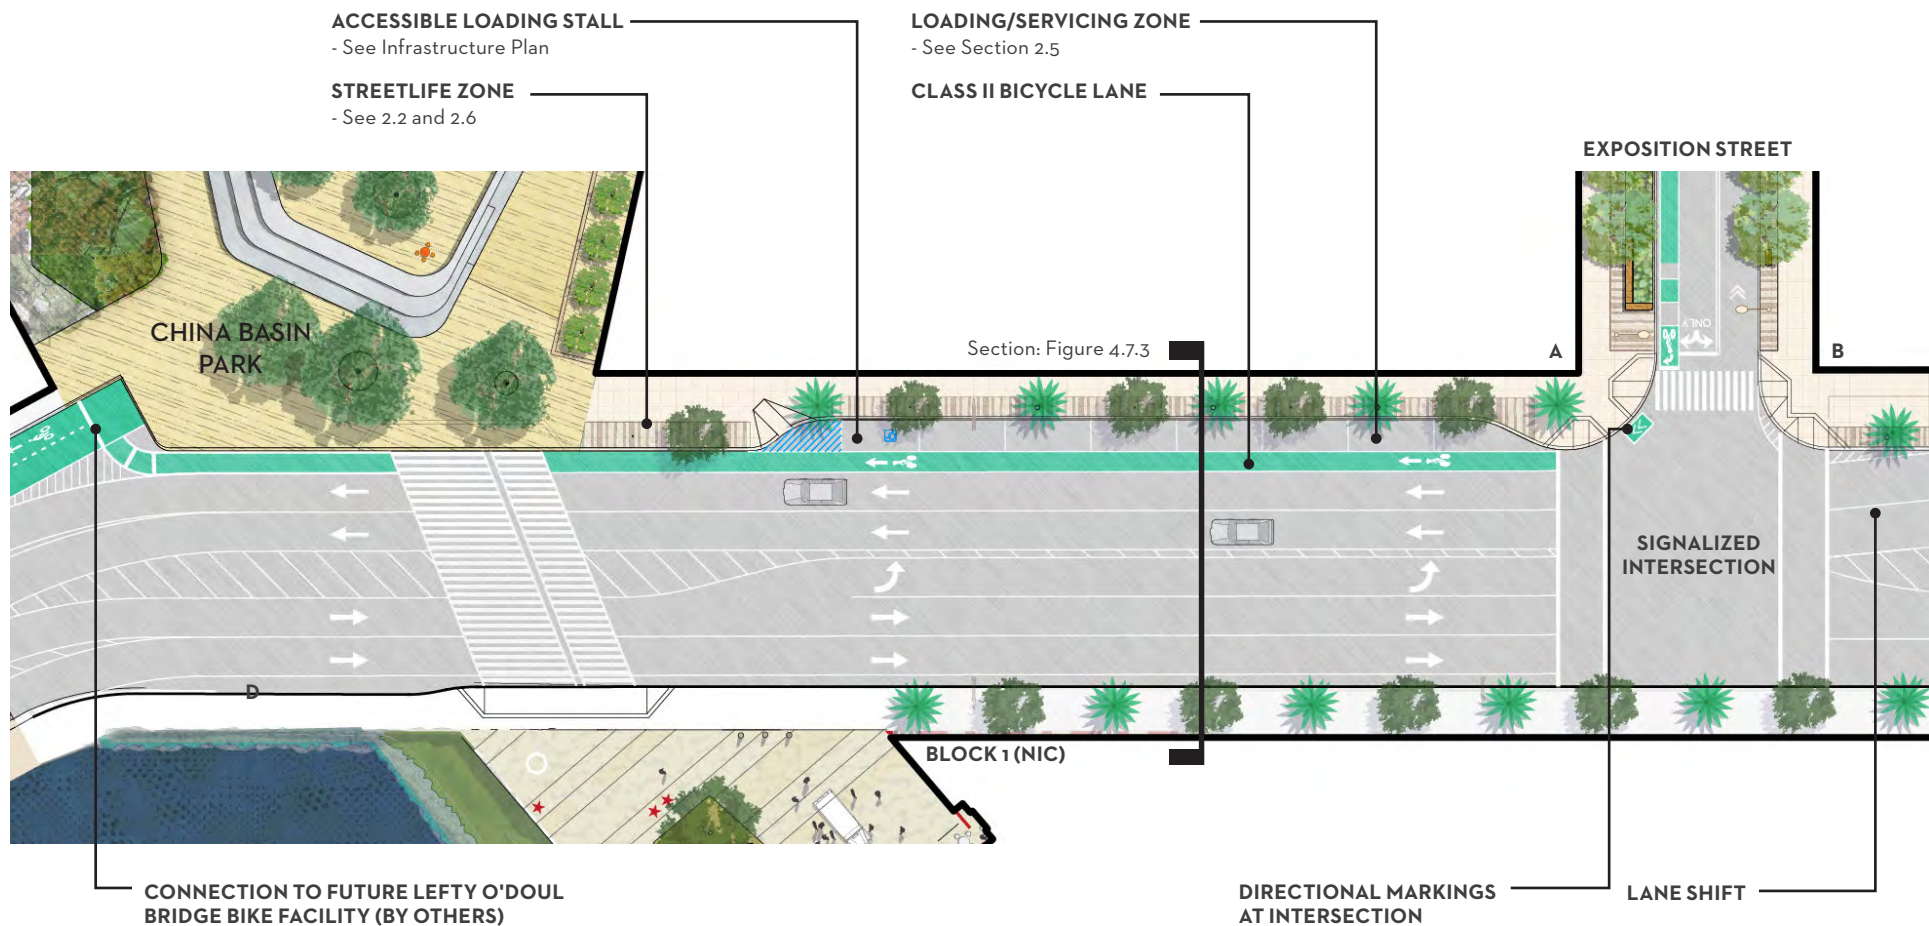 ACCESSIBLE LOADING STALL
- See Infrastructure Plan
STREETLIFE ZONE
- See 2.2 and 2.6
LOADING/SERVICING ZONE
- See Section 2.5
CLASS II BICYCLE LANE
EXPOSITION STREET
CHINA BASIN
PARK
Section: Figure 4.7.3
A
B
ONLY
SIGNALIZED
INTERSECTION
D
BLOCK 1 (NIC)
CONNECTION TO FUTURE LEFTY O'DOUL
BRIDGE BIKE FACILITY (BY OTHERS)
DIRECTIONAL MARKINGS
AT INTERSECTION
LANE SHIFT